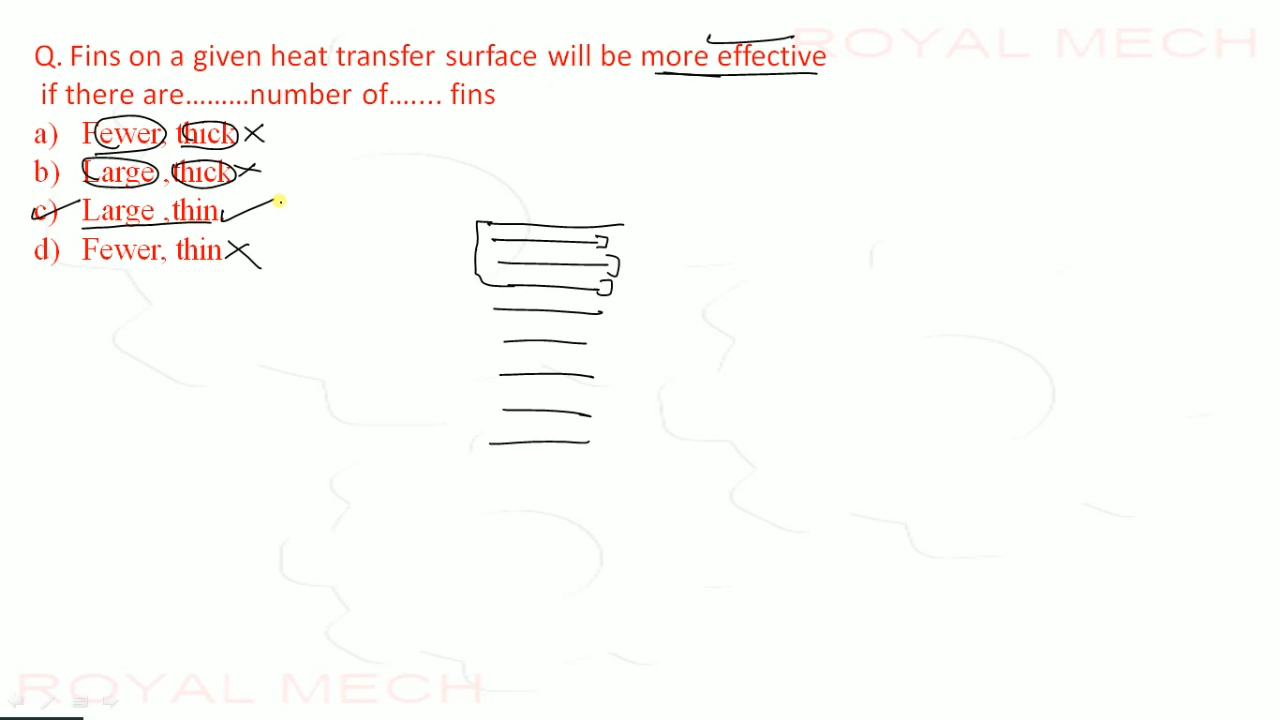 ROYAL MECH
Q. Fins on a given heat transfer surface will be more effective
if there are.........number of....... fins
a) Fewer, thick
b) Large ,thick
c) Large ,thin
d) Fewer, thin
ROYAL MECH